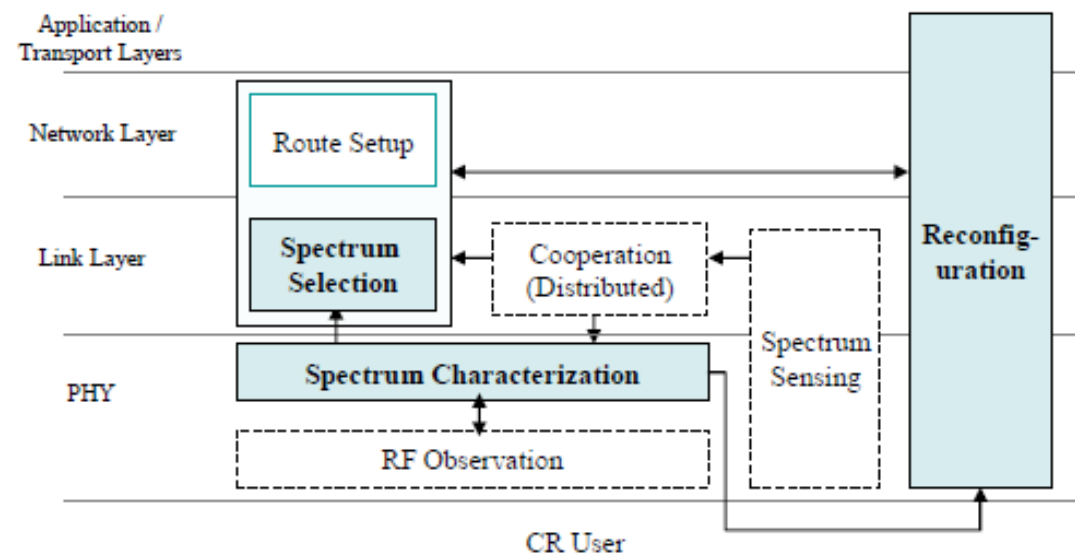 Application /
Transport Layers
Network Layer
Route Setup
Link Layer
Spectrum
Selection
Cooperation
(Distributed)
Reconfig-
uration
Spectrum
Sensing
PHY
Spectrum Characterization
RF Observation
CR User